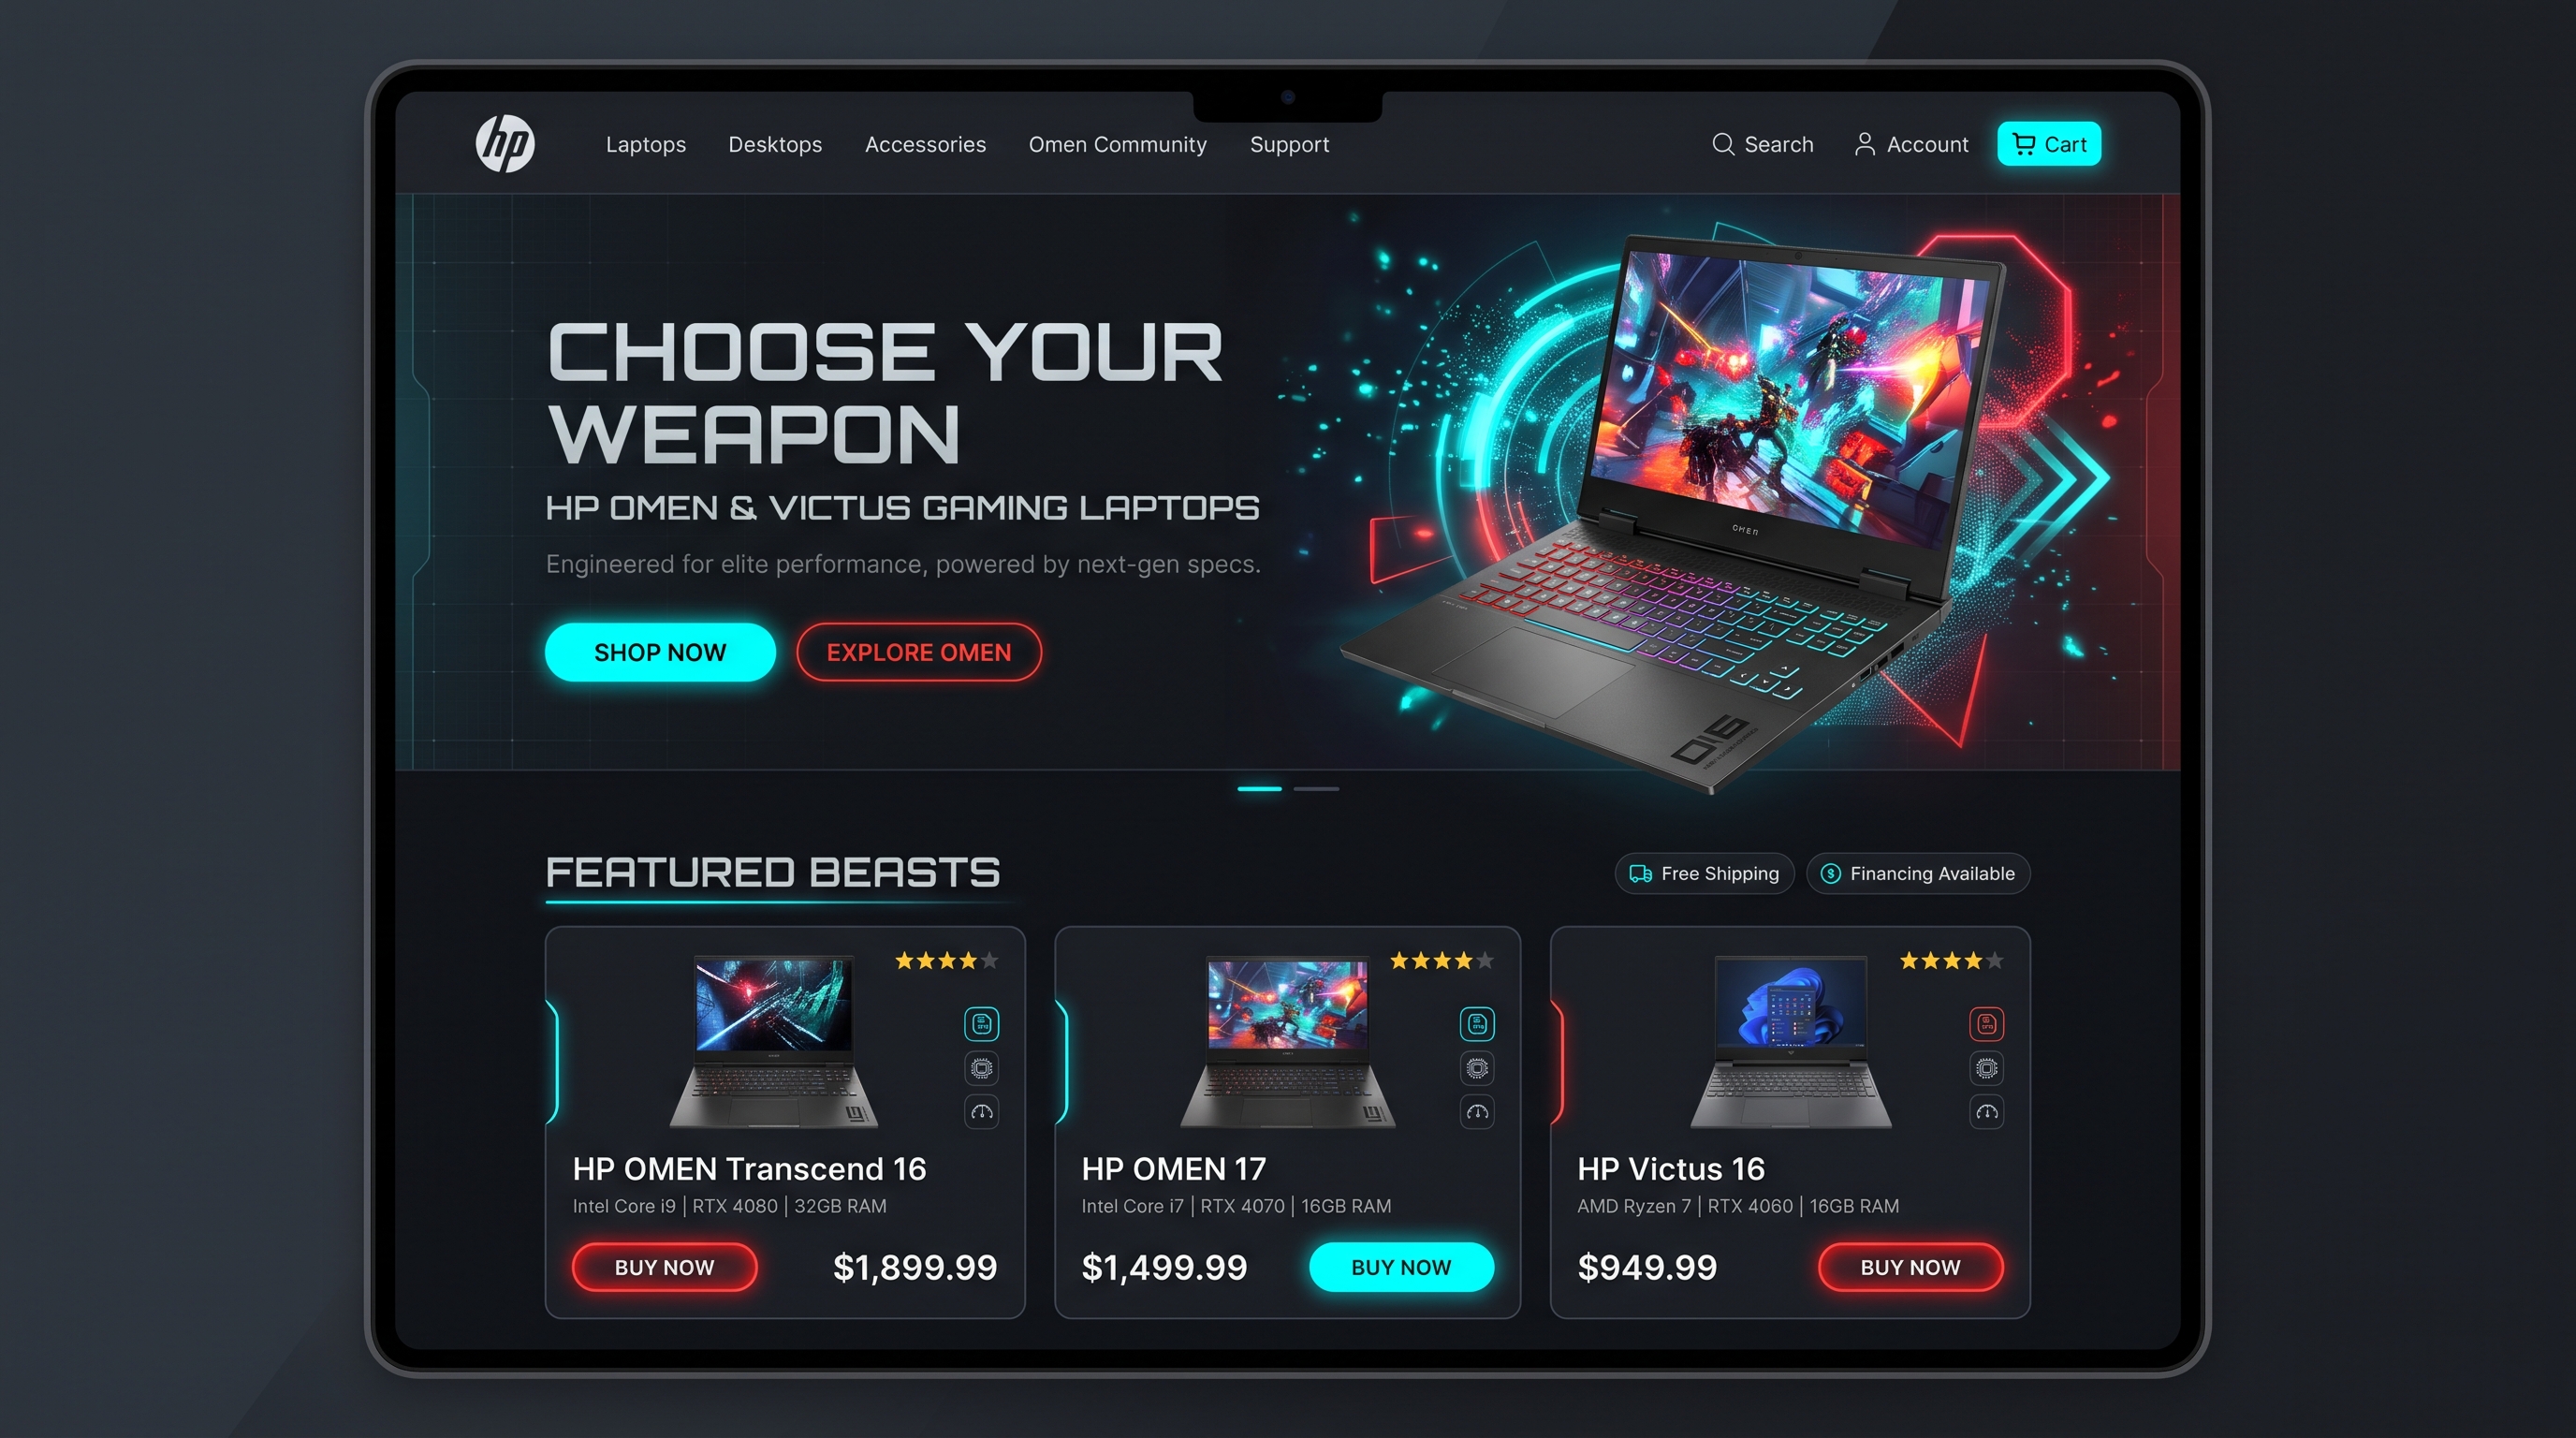 hp
Laptops
Desktops
Accessories
Omen Community
Support
Search
Account
Cart
CHOOSE YOUR
WEAPON
HP OMEN & VICTUS GAMING LAPTOPS
Engineered for elite performance, powered by next-gen specs.
SHOP NOW
EXPLORE OMEN
OMEN
FEATURED BEASTS
Free Shipping
Financing Available
HP OMEN Transcend 16
Intel Core i9 | RTX 4080 | 32GB RAM
BUY NOW
$1,899.99
HP OMEN 17
Intel Core i7 | RTX 4070 | 16GB RAM
$1,499.99
BUY NOW
HP Victus 16
AMD Ryzen 7 | RTX 4060 | 16GB RAM
$949.99
BUY NOW